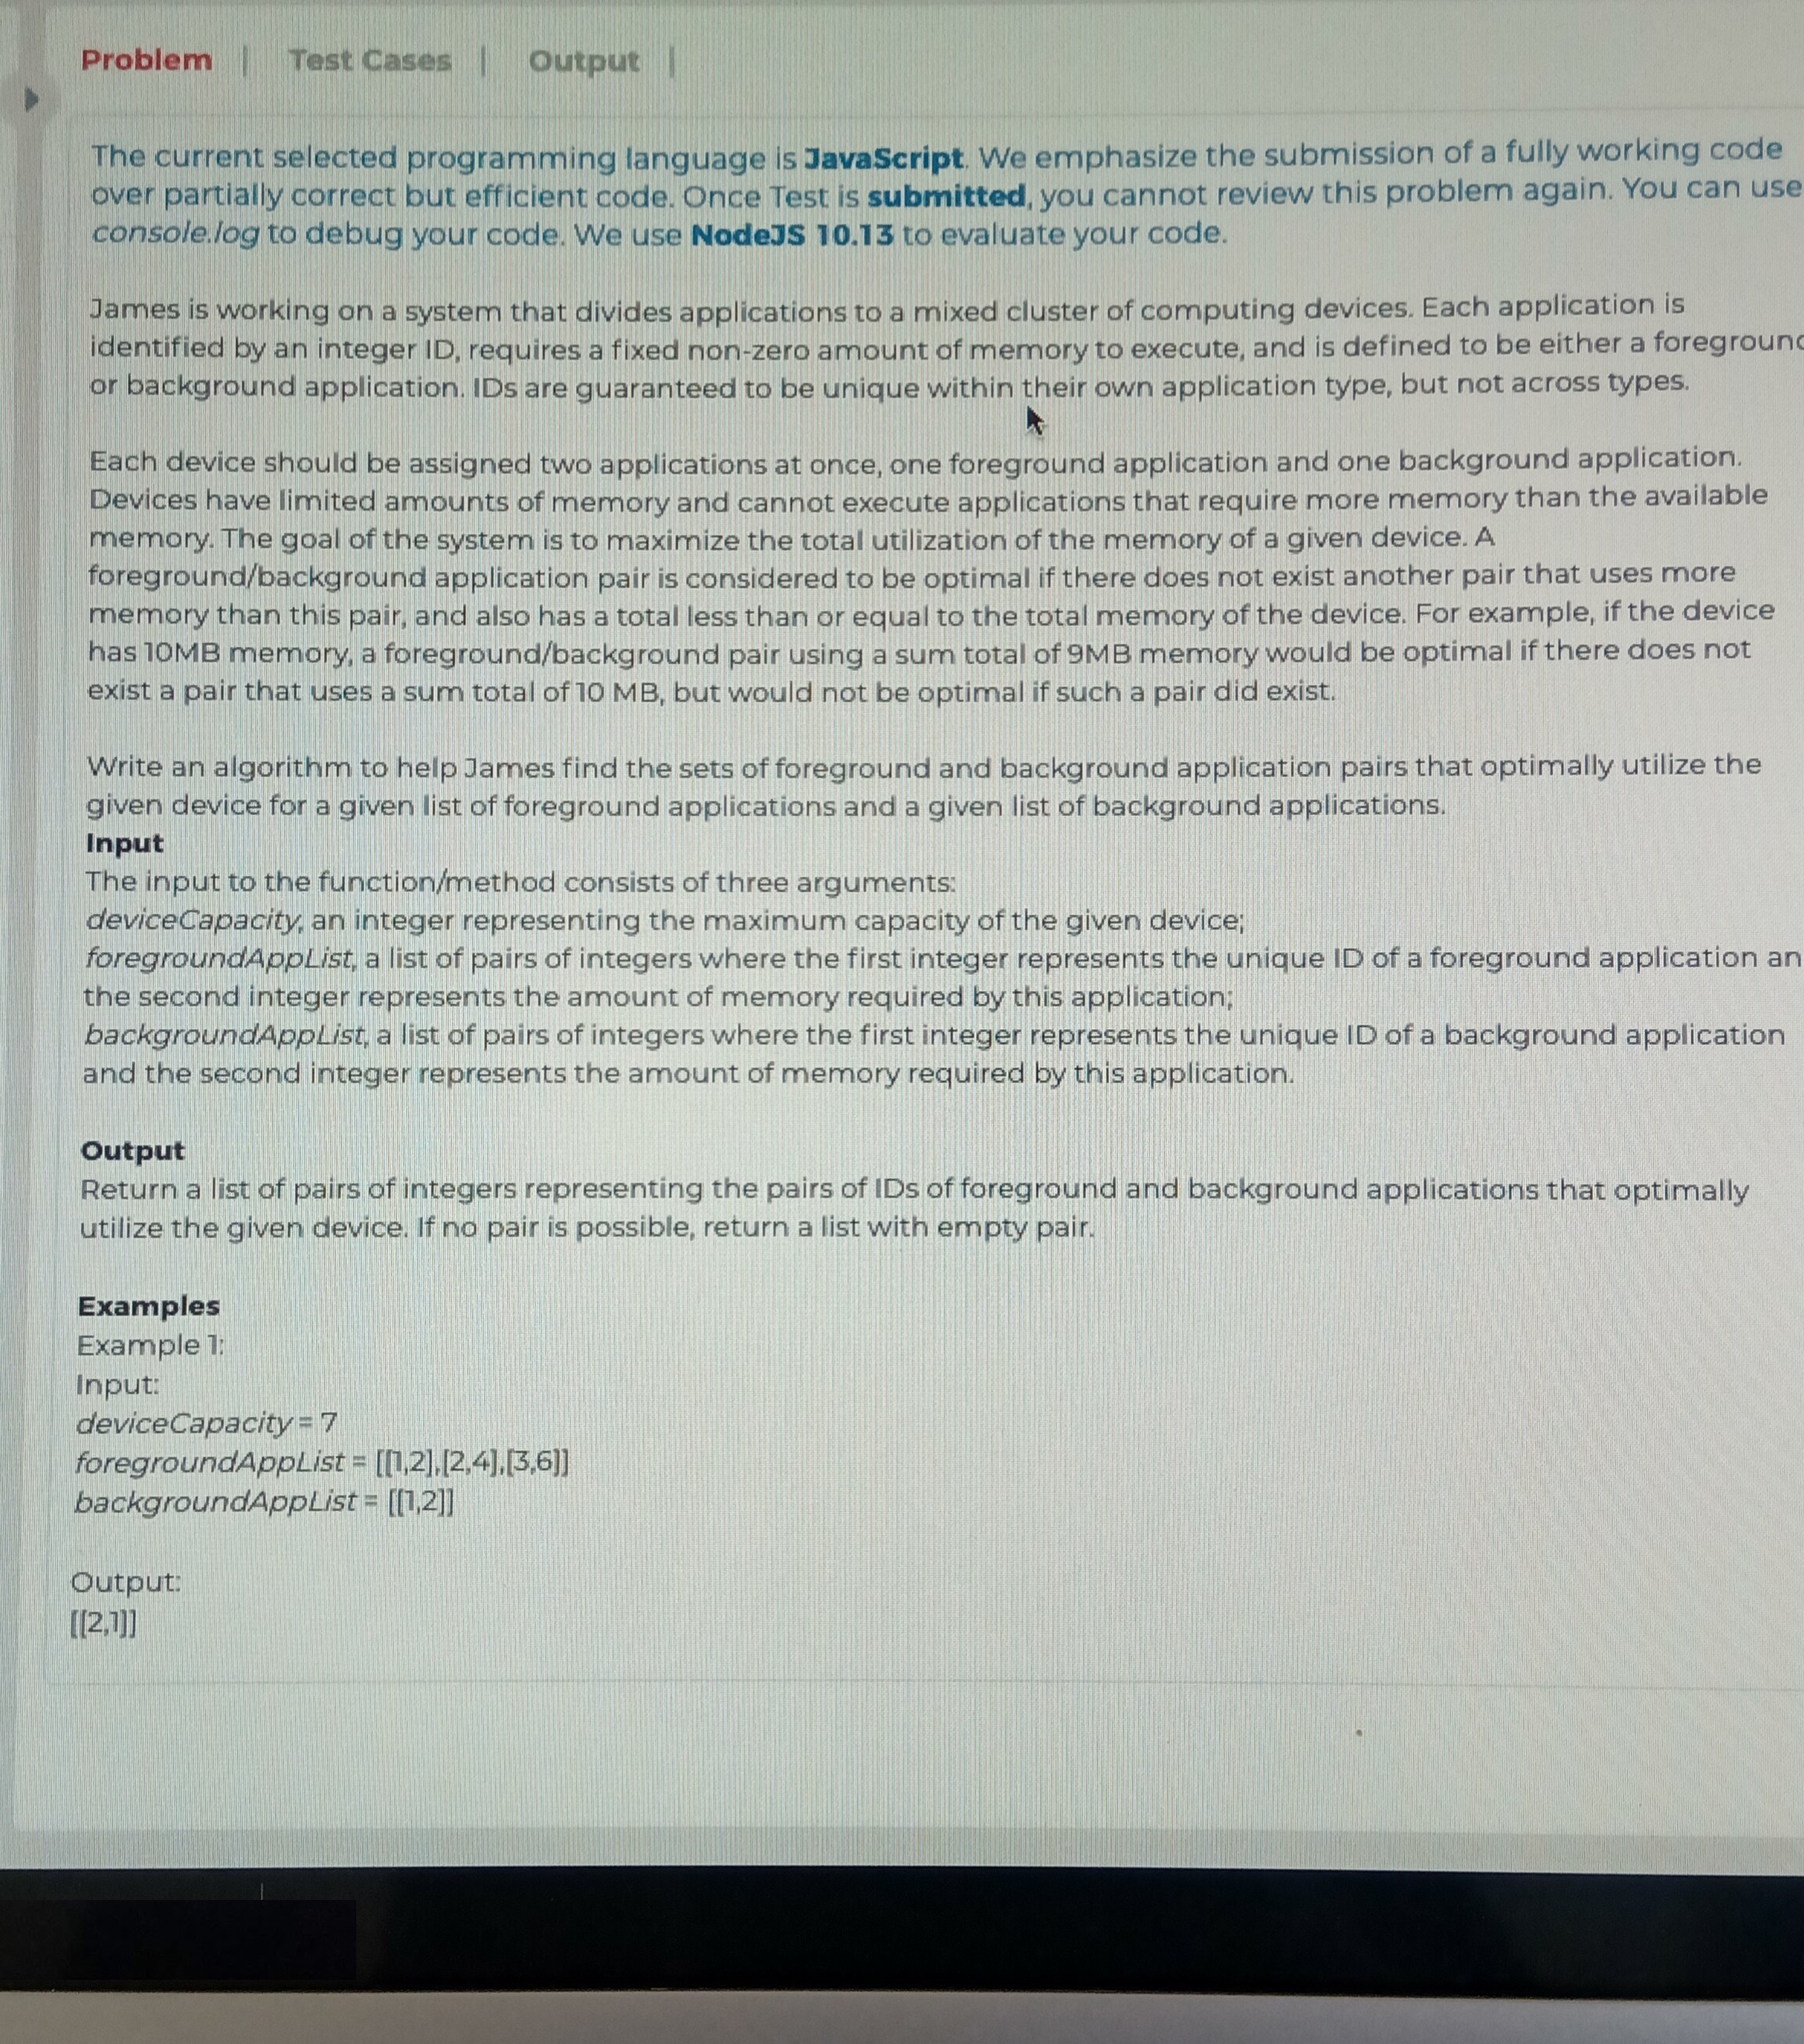 Problem | Test Cases | Output |
The current selected programming language is JavaScript. We emphasize the submission of a fully working code
over partially correct but efficient code. Once Test is submitted, you cannot review this problem again. You can use
console.log to debug your code. We use NodeJS 10.13 to evaluate your code.
James is working on a system that divides applications to a mixed cluster of computing devices. Each application is
identified by an integer ID, requires a fixed non-zero amount of memory to execute, and is defined to be either a foreground
or background application. IDs are guaranteed to be unique within their own application type, but not across types.
Each device should be assigned two applications at once, one foreground application and one background application.
Devices have limited amounts of memory and cannot execute applications that require more memory than the available
memory. The goal of the system is to maximize the total utilization of the memory of a given device. A
foreground/background application pair is considered to be optimal if there does not exist another pair that uses more
memory than this pair, and also has a total less than or equal to the total memory of the device. For example, if the device
has 10MB memory, a foreground/background pair using a sum total of 9MB memory would be optimal if there does not
exist a pair that uses a sum total of 10 MB, but would not be optimal if such a pair did exist.
Write an algorithm to help James find the sets of foreground and background application pairs that optimally utilize the
given device for a given list of foreground applications and a given list of background applications.
Input
The input to the function/method consists of three arguments:
deviceCapacity, an integer representing the maximum capacity of the given device;
foregroundAppList, a list of pairs of integers where the first integer represents the unique ID of a foreground application an
the second integer represents the amount of memory required by this application;
backgroundAppList, a list of pairs of integers where the first integer represents the unique ID of a background application
and the second integer represents the amount of memory required by this application.
Output
Return a list of pairs of integers representing the pairs of IDs of foreground and background applications that optimally
utilize the given device. If no pair is possible, return a list with empty pair.
Examples
Example 1:
Input:
deviceCapacity = 7
foregroundAppList = [[1,2],[2,4],[3,6]]
backgroundAppList = [[1,2]]
Output:
[[2,1]]